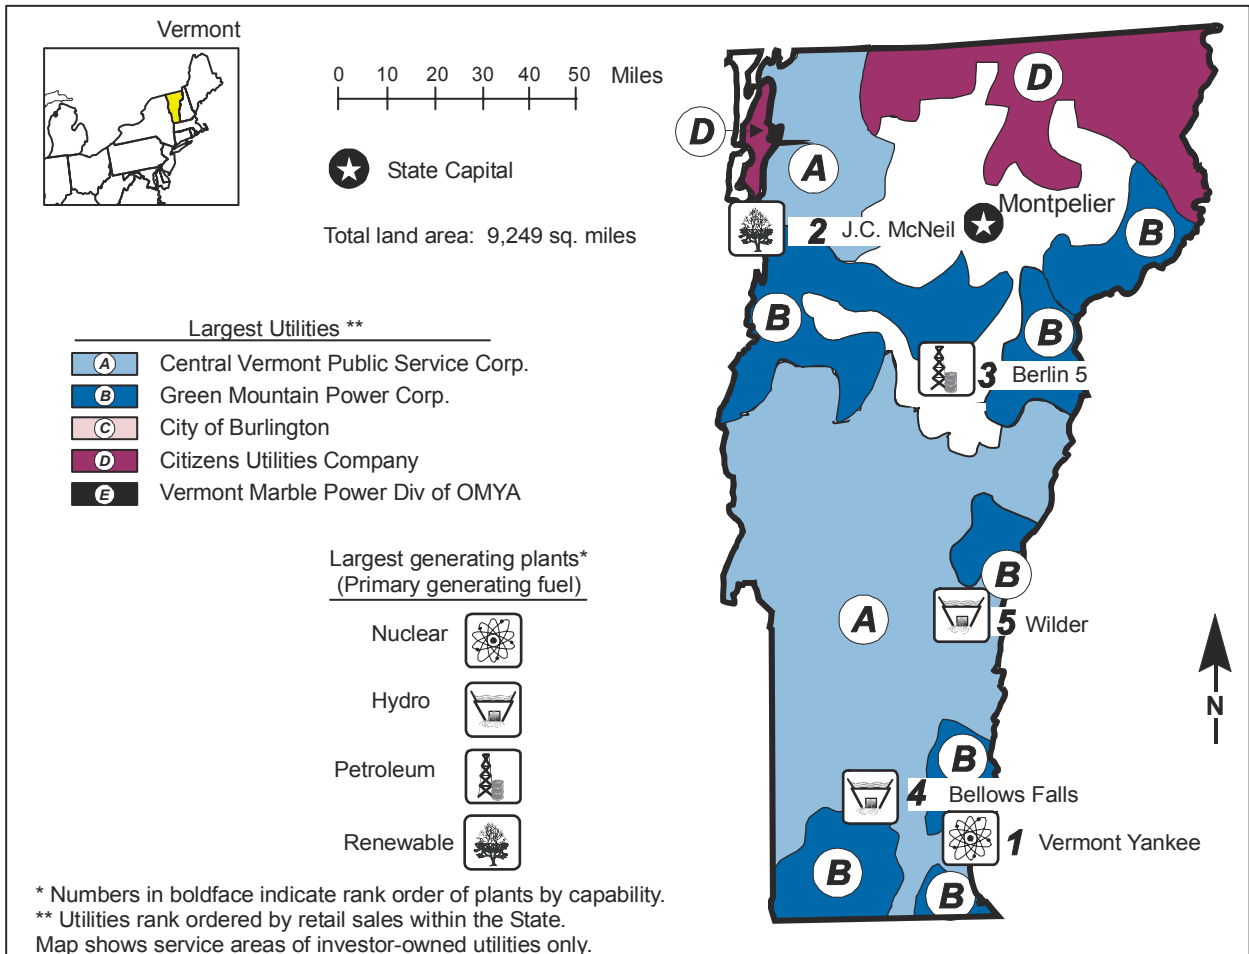 Vermont
0 10 20 30 40 50 Miles
State Capital
Total land area: 9,249 sq. miles
Largest Utilities **
A Central Vermont Public Service Corp.
B Green Mountain Power Corp.
C City of Burlington
D Citizens Utilities Company
E Vermont Marble Power Div of OMYA
Largest generating plants*
(Primary generating fuel)
Nuclear
Hydro
Petroleum
Renewable
* Numbers in boldface indicate rank order of plants by capability.
** Utilities rank ordered by retail sales within the State.
Map shows service areas of investor-owned utilities only.
D
D
A
Montpelier
2 J.C. McNeil
B
B
B
3 Berlin 5
B
A
5 Wilder
N
B
4 Bellows Falls
1 Vermont Yankee
B
B